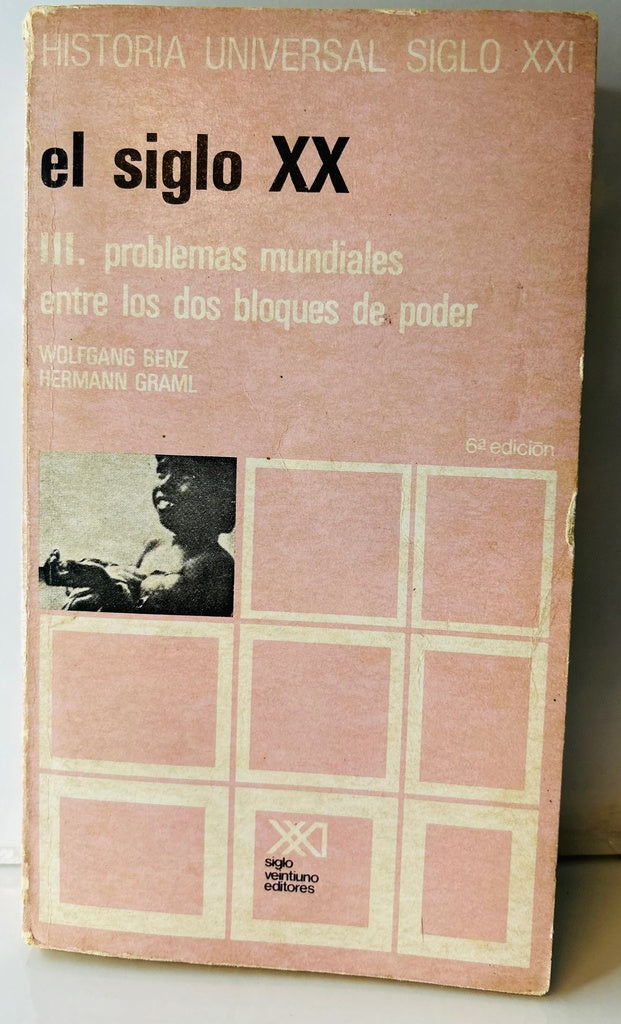 HISTORIA UNIVERSAL SIGLO XXI
el siglo XX
III. problemas mundiales
entre los dos bloques de poder
WOLFGANG BENZ
HERMANN GRAML
6ª edición
XXI
siglo
veintiuno
editores